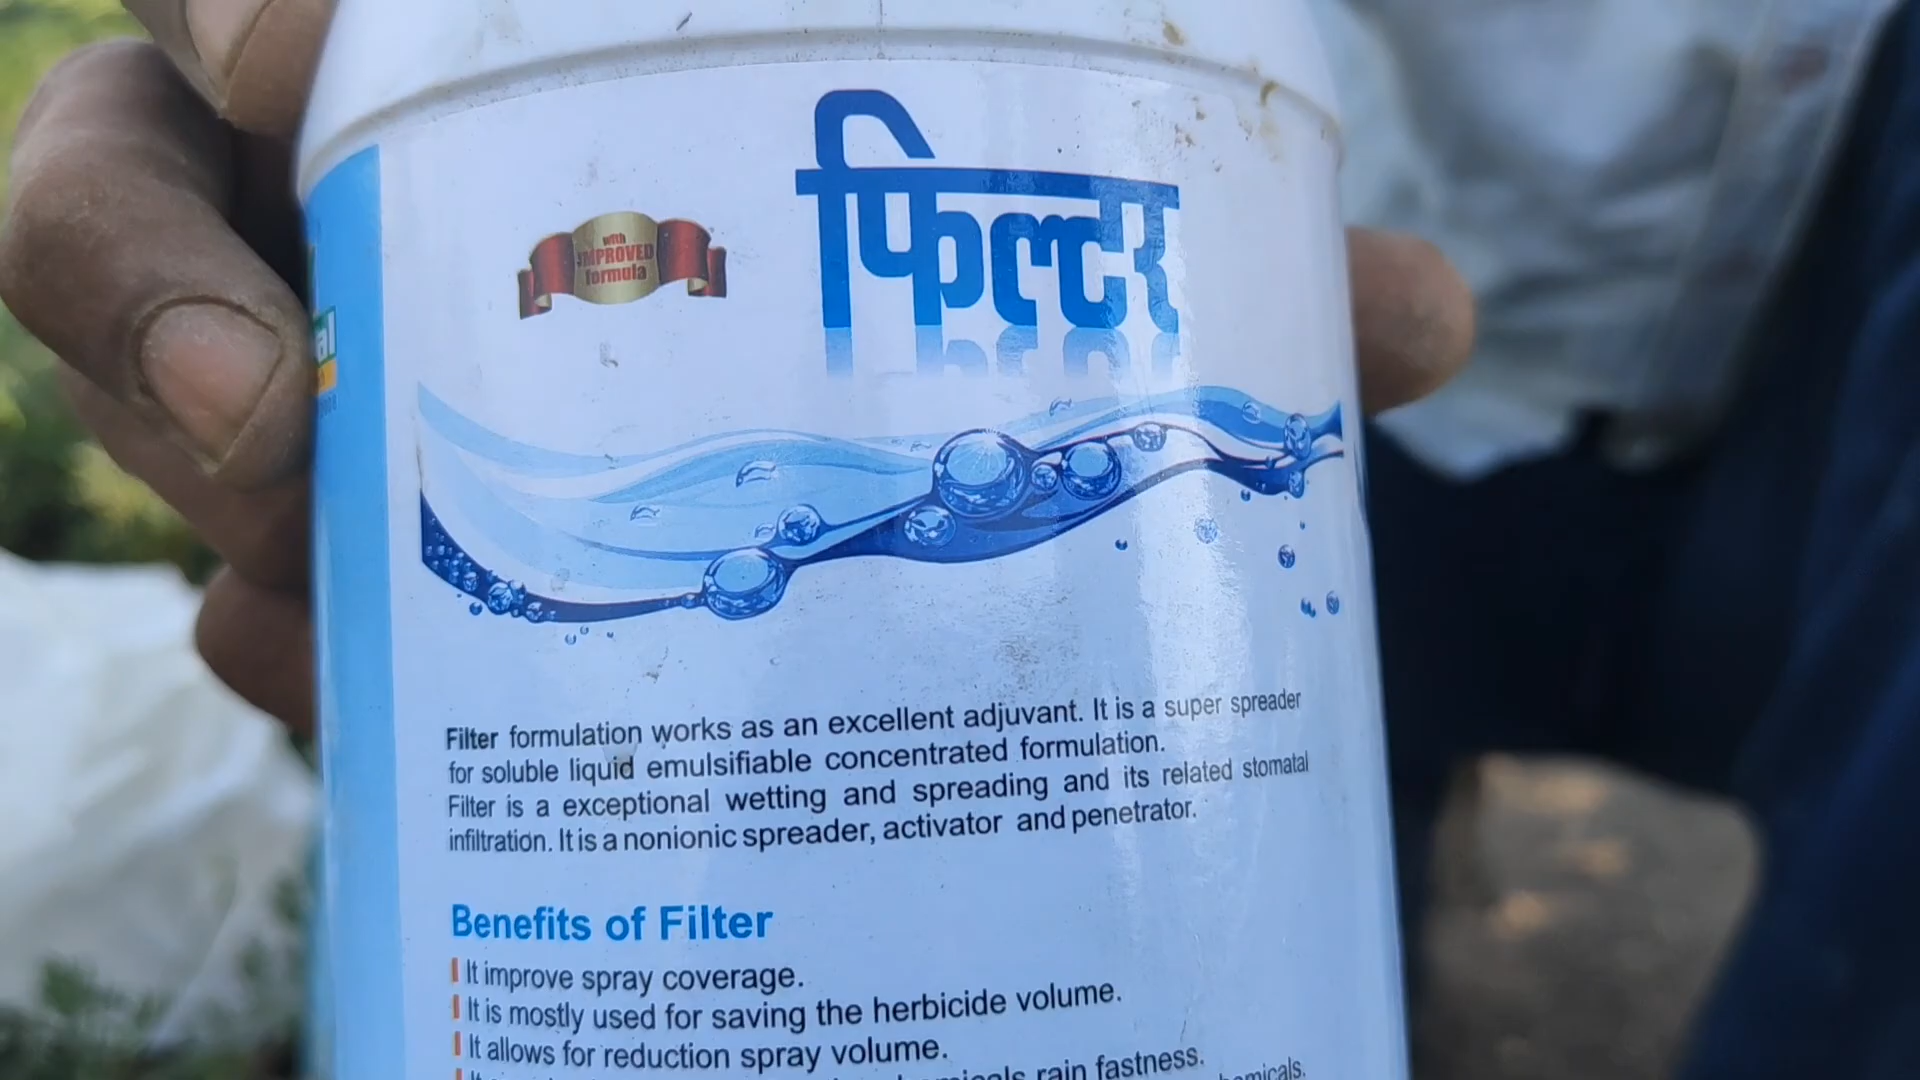 फिल्टर
with
IMPROVED
formula
al
Filter formulation works as an excellent adjuvant. It is a super spreader
for soluble liquid emulsifiable concentrated formulation.
Filter is a exceptional wetting and spreading and its related stomatal
infiltration. It is a nonionic spreader, activator and penetrator.
Benefits of Filter
It improve spray coverage.
It is mostly used for saving the herbicide volume.
It allows for reduction spray volume.
rain fastness.